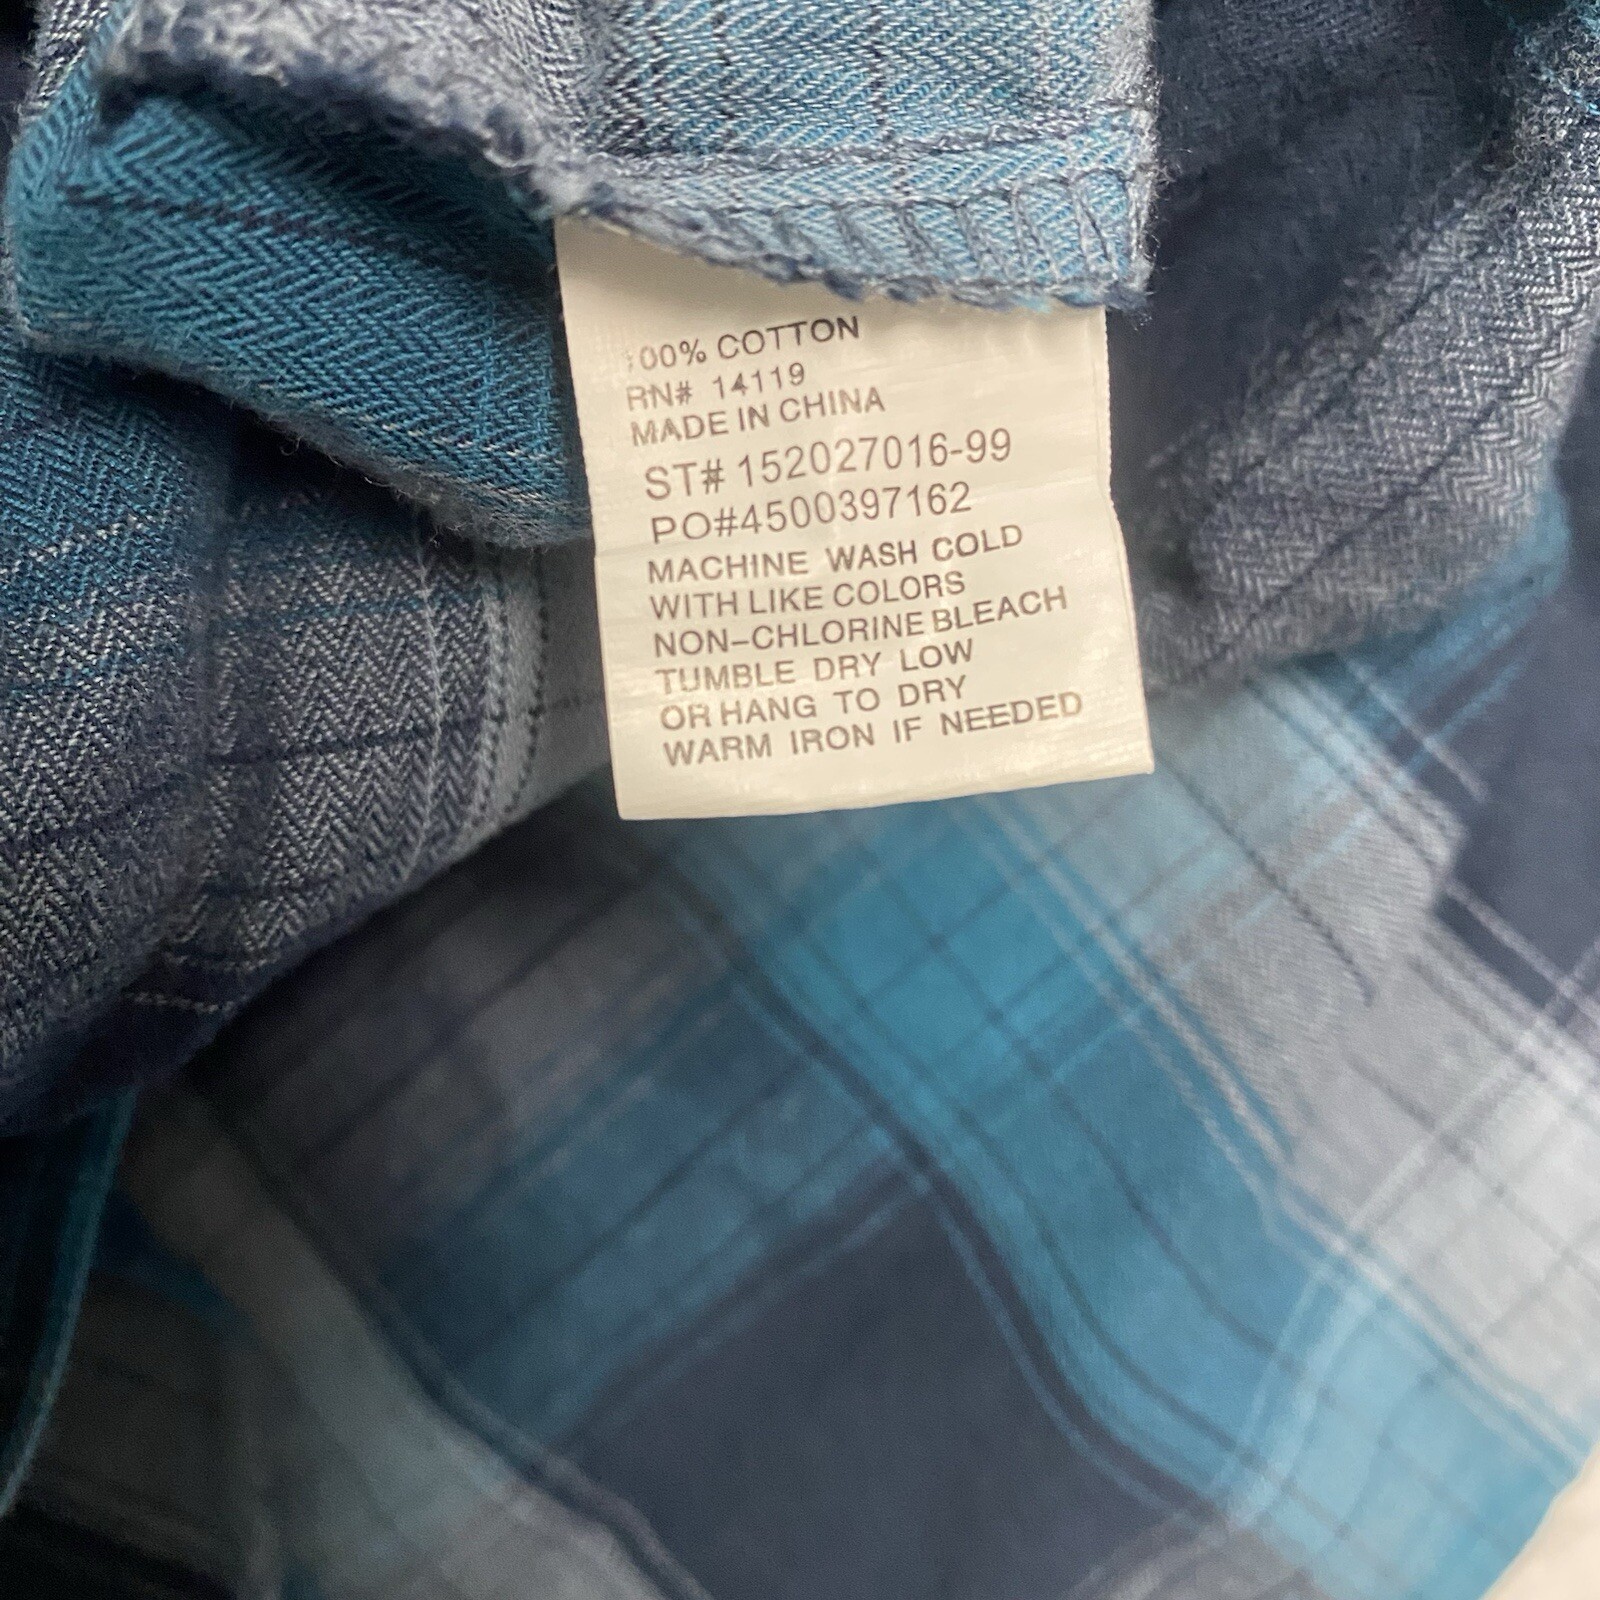 100% COTTON
RN# 14119
MADE IN CHINA
ST# 152027016-99
PO#4500397162
MACHINE WASH COLD
WITH LIKE COLORS
NON-CHLORINE BLEACH
TUMBLE DRY LOW
OR HANG TO DRY
WARM IRON IF NEEDED